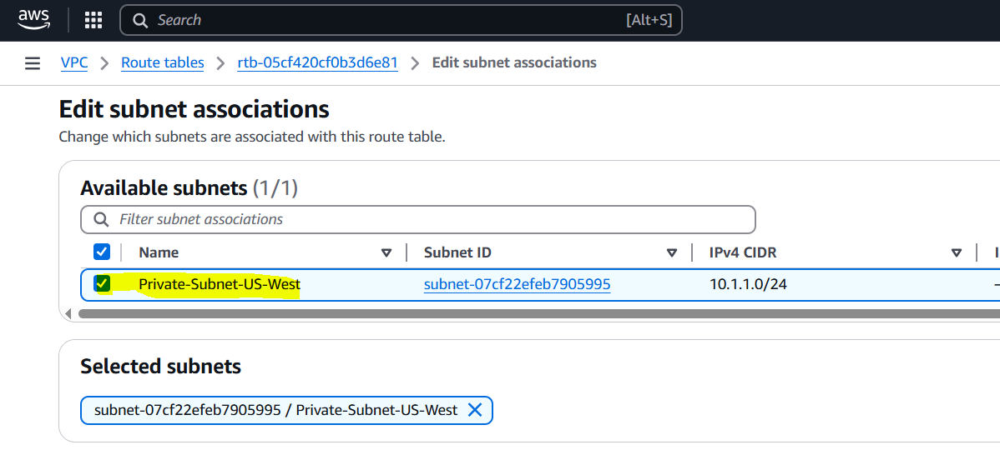 aws Search [Alt+S]
VPC Route tables rtb-05cf420cf0b3d6e81 Edit subnet associations
Edit subnet associations
Change which subnets are associated with this route table.
Available subnets (1/1)
Filter subnet associations
Name Subnet ID IPv4 CIDR
Private-Subnet-US-West subnet-07cf22efeb7905995 10.1.1.0/24 –
Selected subnets
subnet-07cf22efeb7905995 / Private-Subnet-US-West